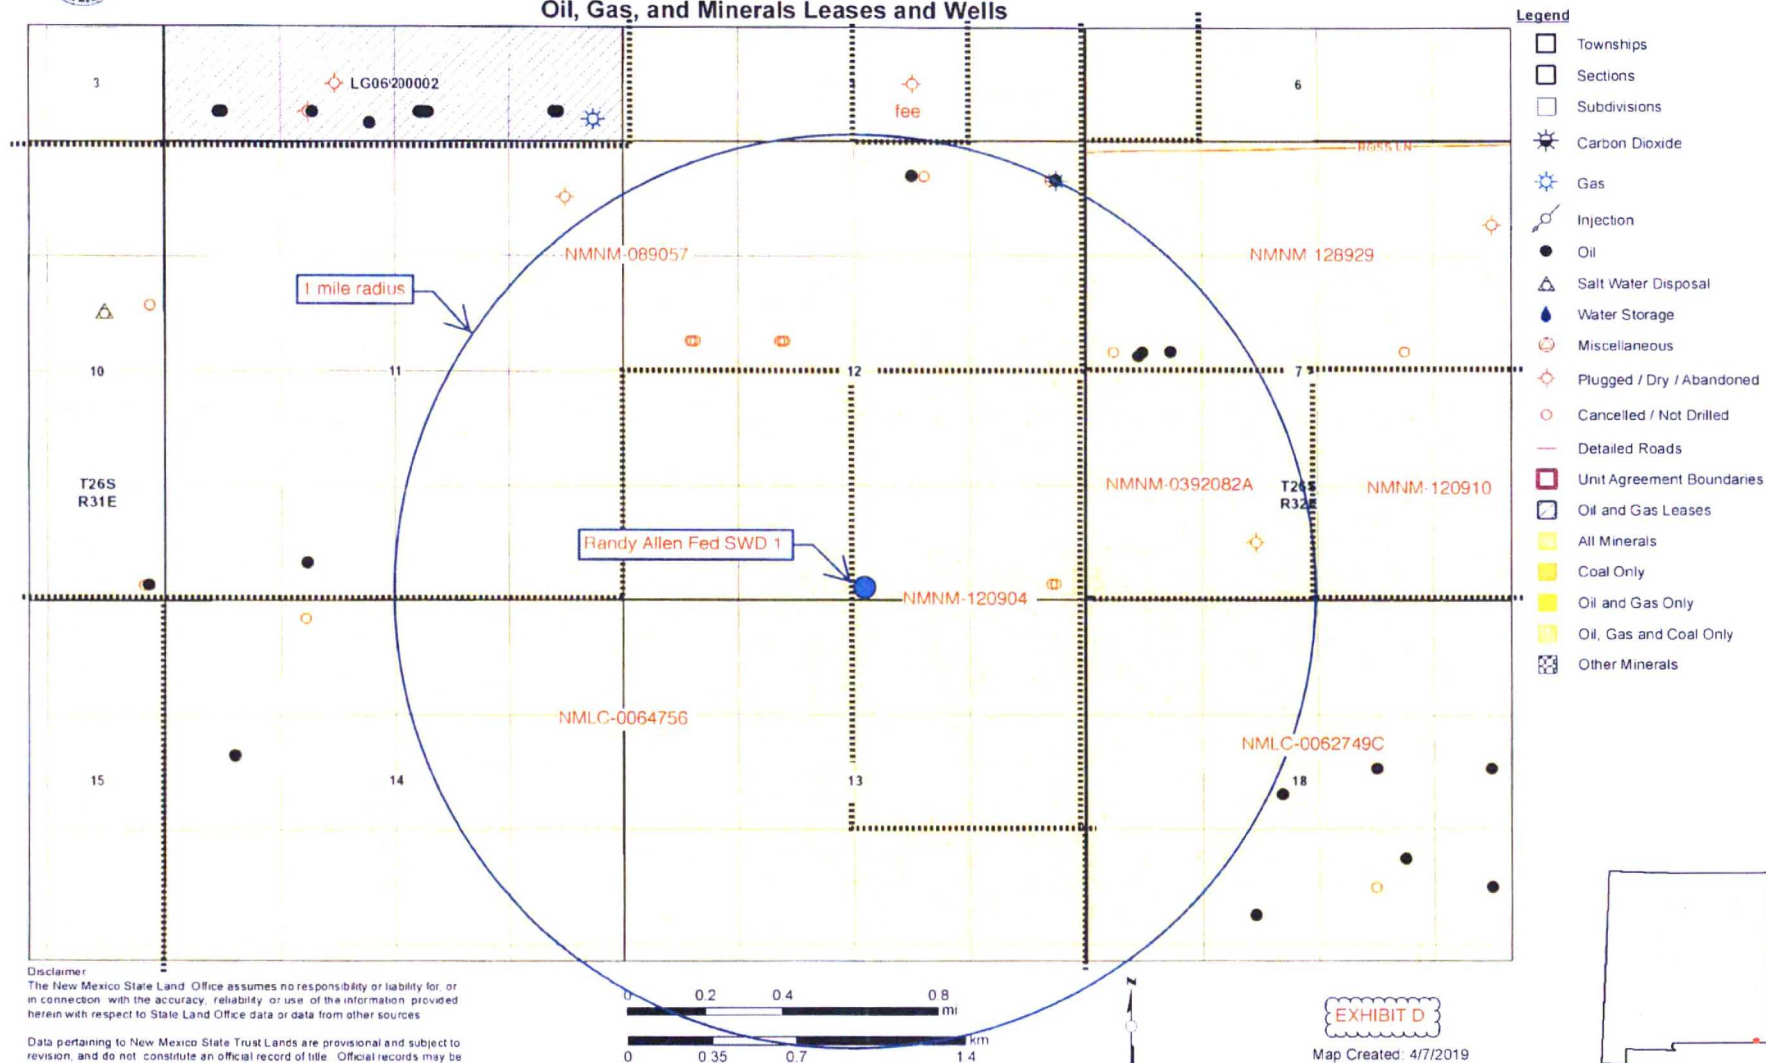 Oil, Gas, and Minerals Leases and Wells
3
LG06200002
fee
6
ROSS LN
NMNM-089057
NMNM 128929
1 mile radius
10
11
12
7
T26S
R31E
NMNM-0392082A
T26S
R32E
NMNM-120910
Randy Allen Fed SWD 1
NMNM-120904
NMLC-0064756
NMLC-0062749C
15
14
13
18
Legend
Townships
Sections
Subdivisions
Carbon Dioxide
Gas
Injection
Oil
Salt Water Disposal
Water Storage
Miscellaneous
Plugged / Dry / Abandoned
Cancelled / Not Drilled
Detailed Roads
Unit Agreement Boundaries
Oil and Gas Leases
All Minerals
Coal Only
Oil and Gas Only
Oil, Gas and Coal Only
Other Minerals
Disclaimer
The New Mexico State Land Office assumes no responsibility or liability for, or
in connection with the accuracy, reliability or use of the information provided
herein with respect to State Land Office data or data from other sources
Data pertaining to New Mexico State Trust Lands are provisional and subject to
revision, and do not constitute an official record of title. Official records may be
0 0.2 0.4 0.8
mi
km
0 0.35 0.7 1.4
N
EXHIBIT D
Map Created: 4/7/2019